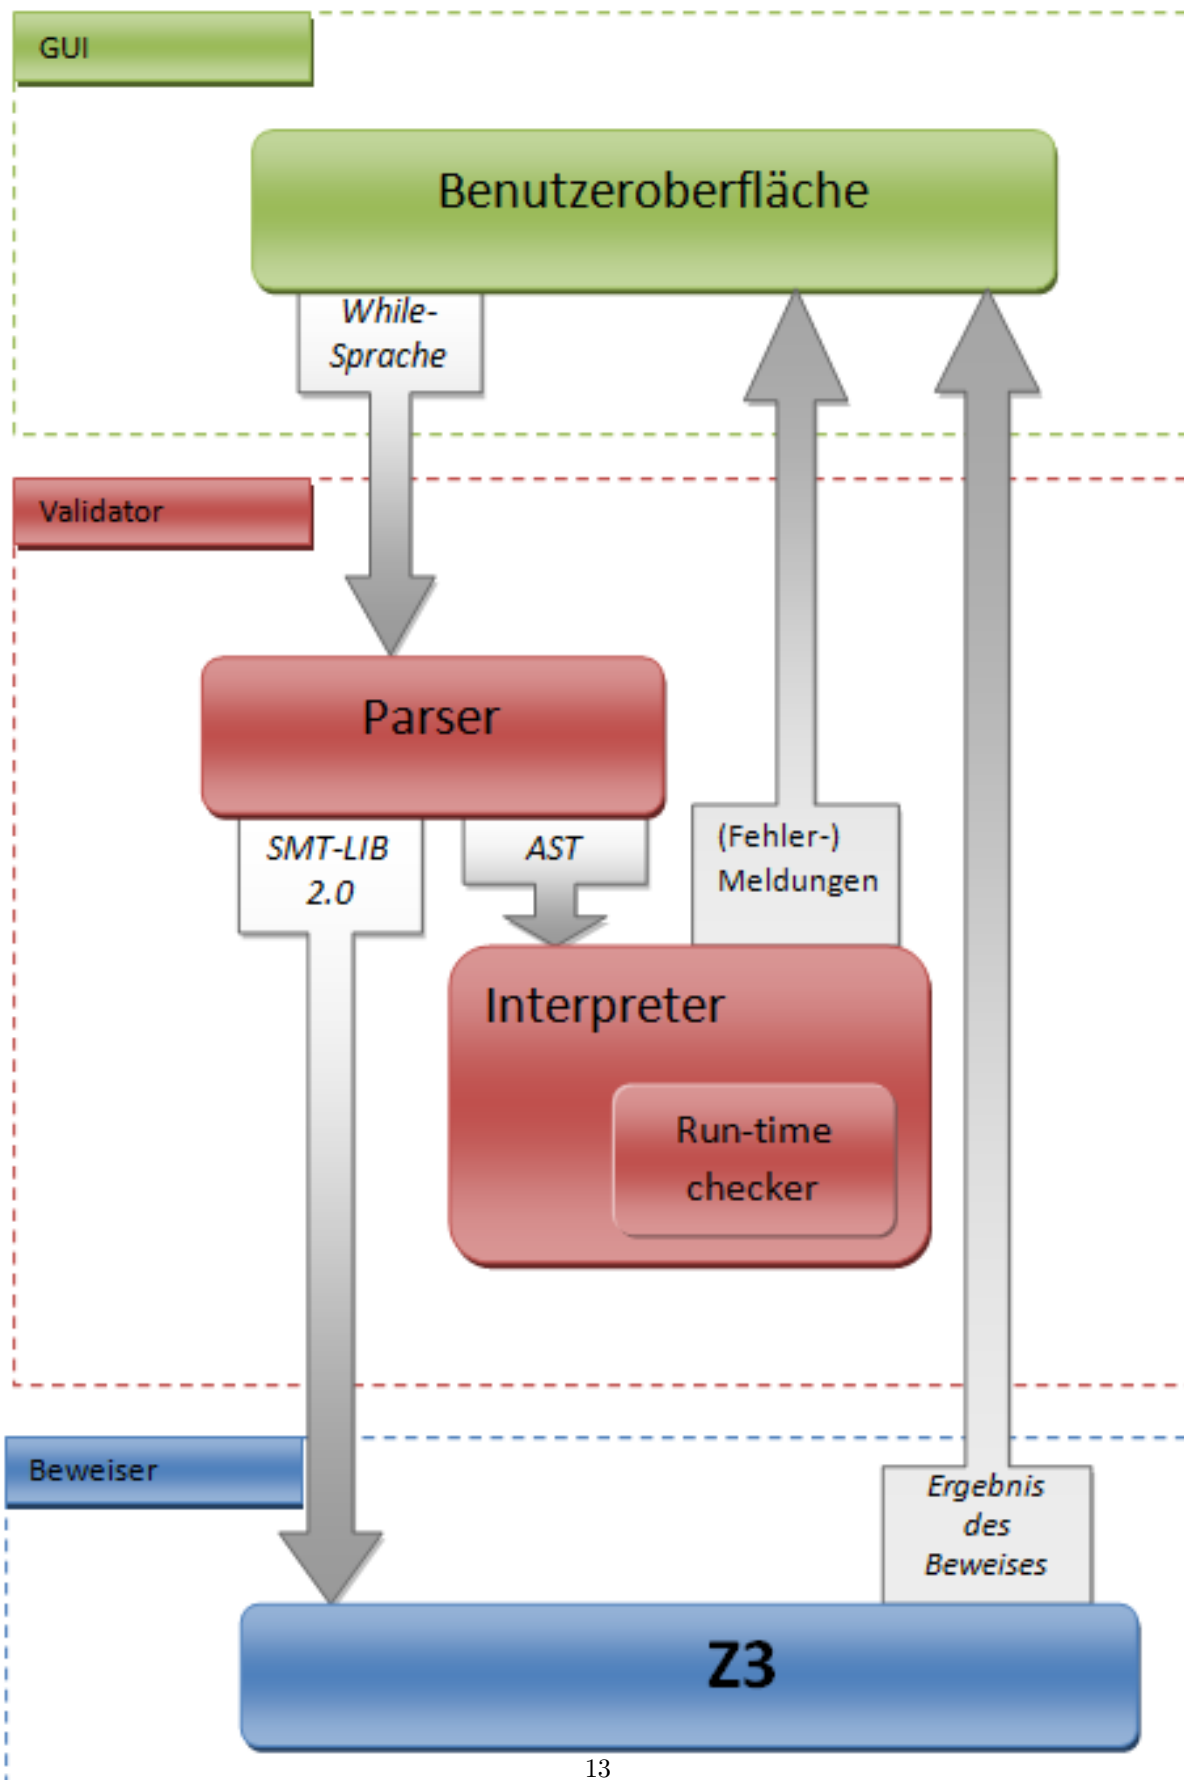 GUI
Benutzeroberfläche
While-
Sprache
Validator
Parser
SMT-LIB
2.0
AST
(Fehler-)
Meldungen
Interpreter
Run-time
checker
Beweiser
Ergebnis
des
Beweises
Z3
13